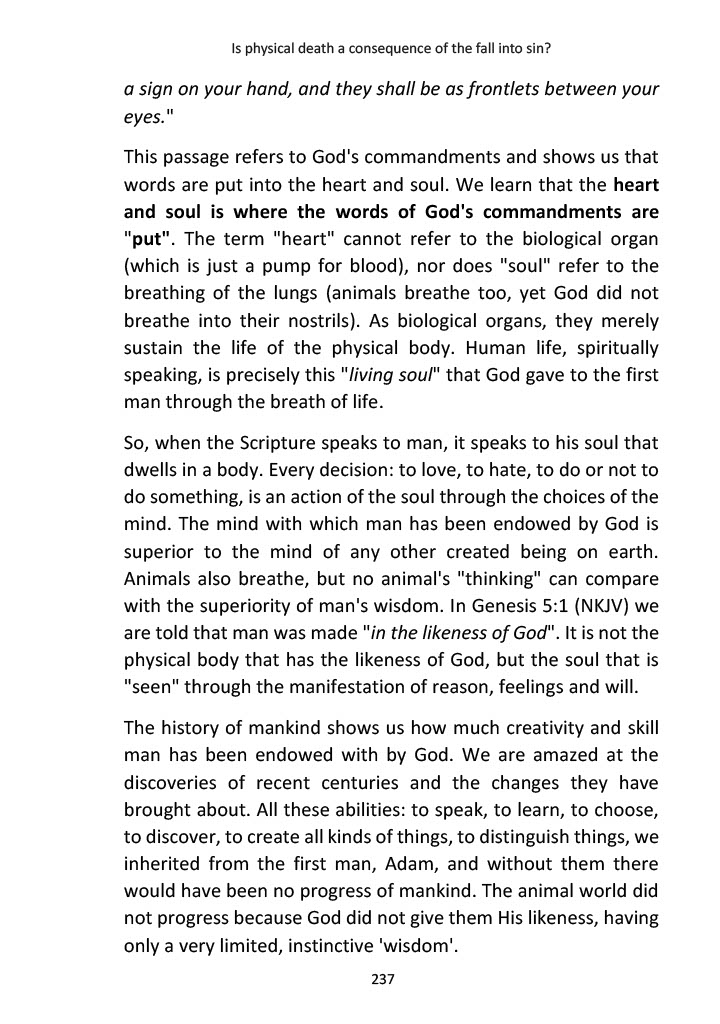 Is physical death a consequence of the fall into sin?
a sign on your hand, and they shall be as frontlets between your
eyes."
This passage refers to God's commandments and shows us that
words are put into the heart and soul. We learn that the heart
and soul is where the words of God's commandments are
"put". The term "heart" cannot refer to the biological organ
(which is just a pump for blood), nor does "soul" refer to the
breathing of the lungs (animals breathe too, yet God did not
breathe into their nostrils). As biological organs, they merely
sustain the life of the physical body. Human life, spiritually
speaking, is precisely this "living soul" that God gave to the first
man through the breath of life.
So, when the Scripture speaks to man, it speaks to his soul that
dwells in a body. Every decision: to love, to hate, to do or not to
do something, is an action of the soul through the choices of the
mind. The mind with which man has been endowed by God is
superior to the mind of any other created being on earth.
Animals also breathe, but no animal's "thinking" can compare
with the superiority of man's wisdom. In Genesis 5:1 (NKJV) we
are told that man was made "in the likeness of God". It is not the
physical body that has the likeness of God, but the soul that is
"seen" through the manifestation of reason, feelings and will.
The history of mankind shows us how much creativity and skill
man has been endowed with by God. We are amazed at the
discoveries of recent centuries and the changes they have
brought about. All these abilities: to speak, to learn, to choose,
to discover, to create all kinds of things, to distinguish things, we
inherited from the first man, Adam, and without them there
would have been no progress of mankind. The animal world did
not progress because God did not give them His likeness, having
only a very limited, instinctive 'wisdom'.
237